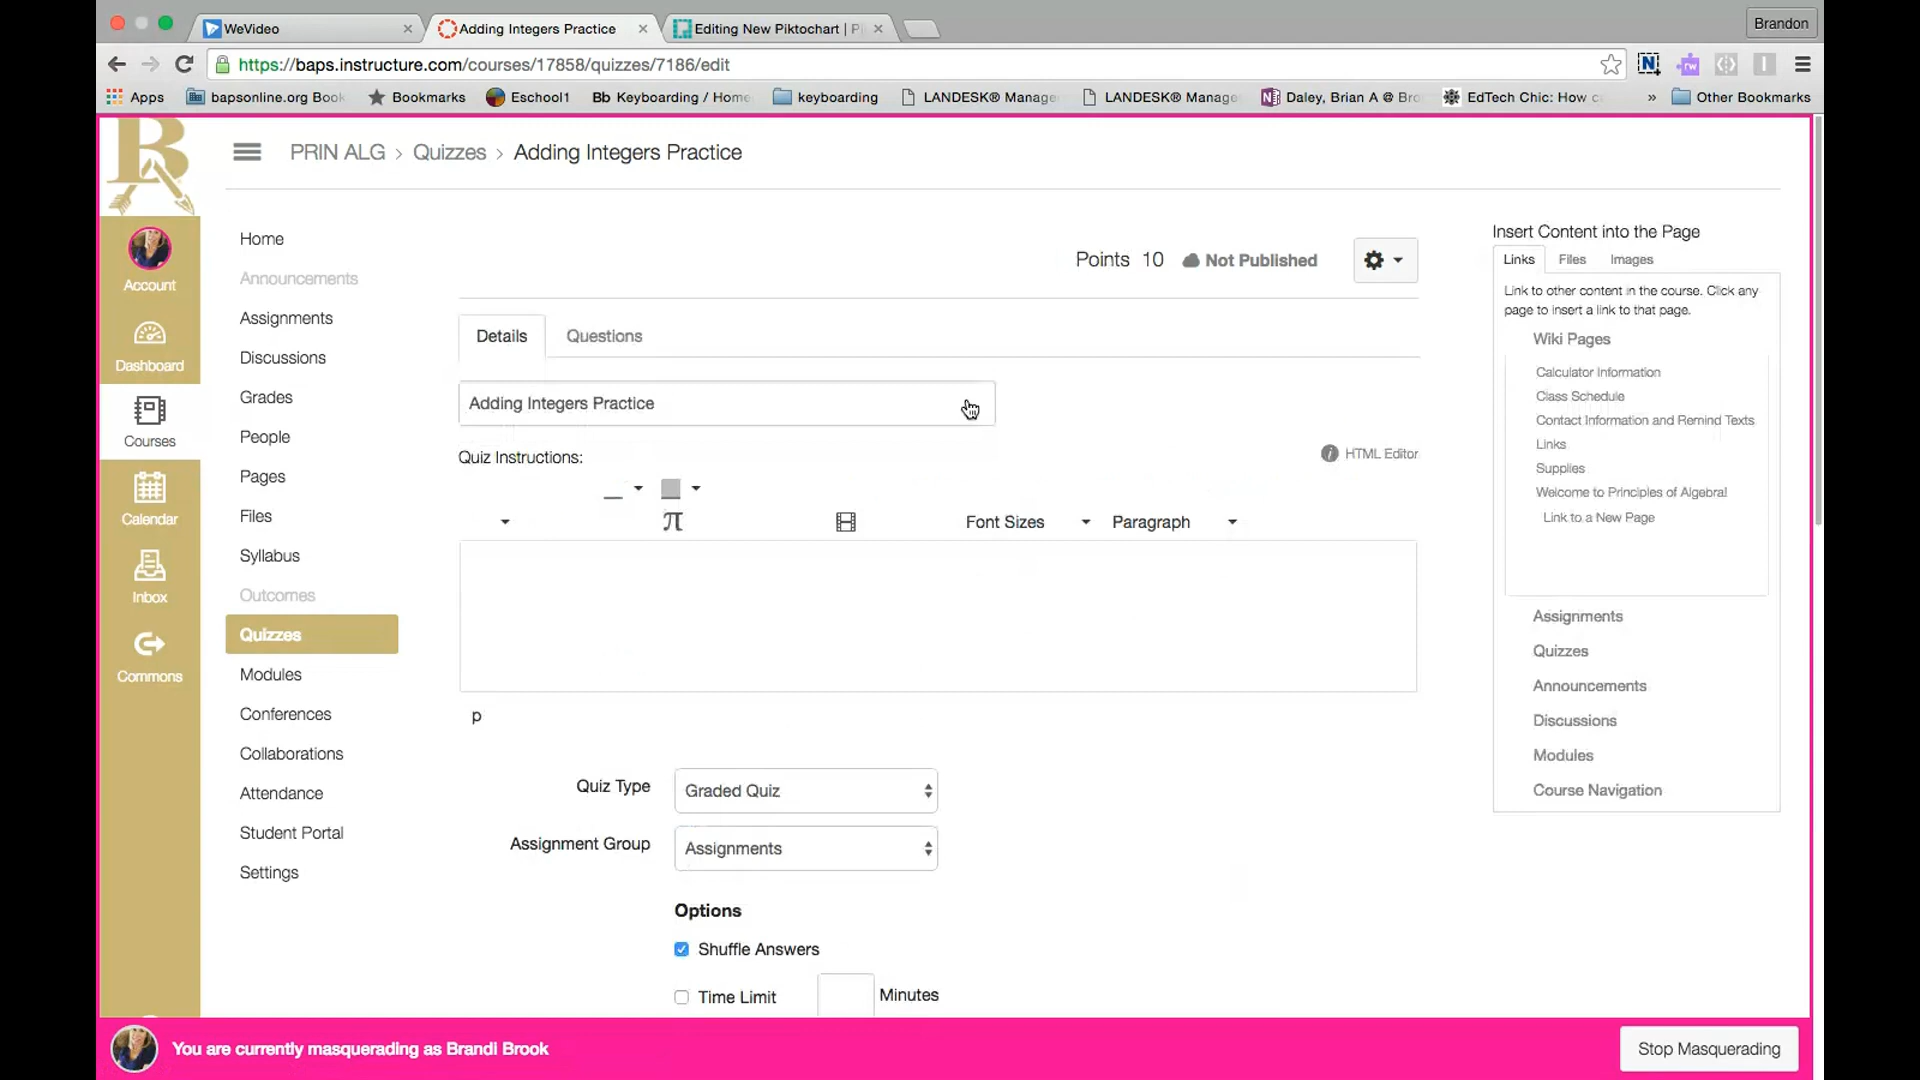 WeVideo
Adding Integers Practice
Editing New Piktochart | P
Brandon
https://baps.instructure.com/courses/17858/quizzes/7186/edit
Apps
bapsonline.org Book
Bookmarks
Eschool1
Bb Keyboarding / Home
keyboarding
LANDESK® Manage
LANDESK® Manage
Daley, Brian A @ Bro
EdTech Chic: How c
» Other Bookmarks
PRIN ALG > Quizzes > Adding Integers Practice
Account
Dashboard
Courses
Calendar
Inbox
Commons
Home
Announcements
Assignments
Discussions
Grades
People
Pages
Files
Syllabus
Outcomes
Quizzes
Modules
Conferences
Collaborations
Attendance
Student Portal
Settings
Points 10 Not Published
Details Questions
Adding Integers Practice
Quiz Instructions:
HTML Editor
π
Font Sizes
Paragraph
p
Quiz Type
Graded Quiz
Assignment Group
Assignments
Options
Shuffle Answers
Time Limit
Minutes
Insert Content into the Page
Links Files Images
Link to other content in the course. Click any
page to insert a link to that page.
Wiki Pages
Calculator Information
Class Schedule
Contact Information and Remind Texts
Links
Supplies
Welcome to Principles of Algebra!
Link to a New Page
Assignments
Quizzes
Announcements
Discussions
Modules
Course Navigation
You are currently masquerading as Brandi Brook
Stop Masquerading